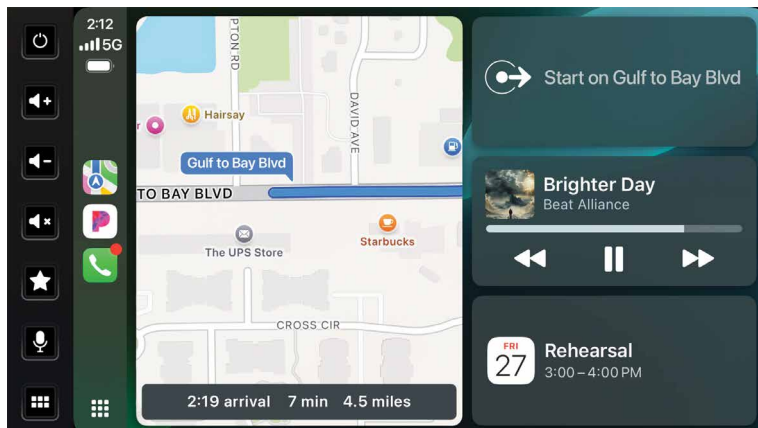 2:12
5G
PTON RD
Hairsay
r
DAVID AVE
Gulf to Bay Blvd
TO BAY BLVD
The UPS Store
Starbucks
CROSS CIR
2:19 arrival 7 min 4.5 miles
Start on Gulf to Bay Blvd
Brighter Day
Beat Alliance
FRI
27
Rehearsal
3:00 – 4:00 PM